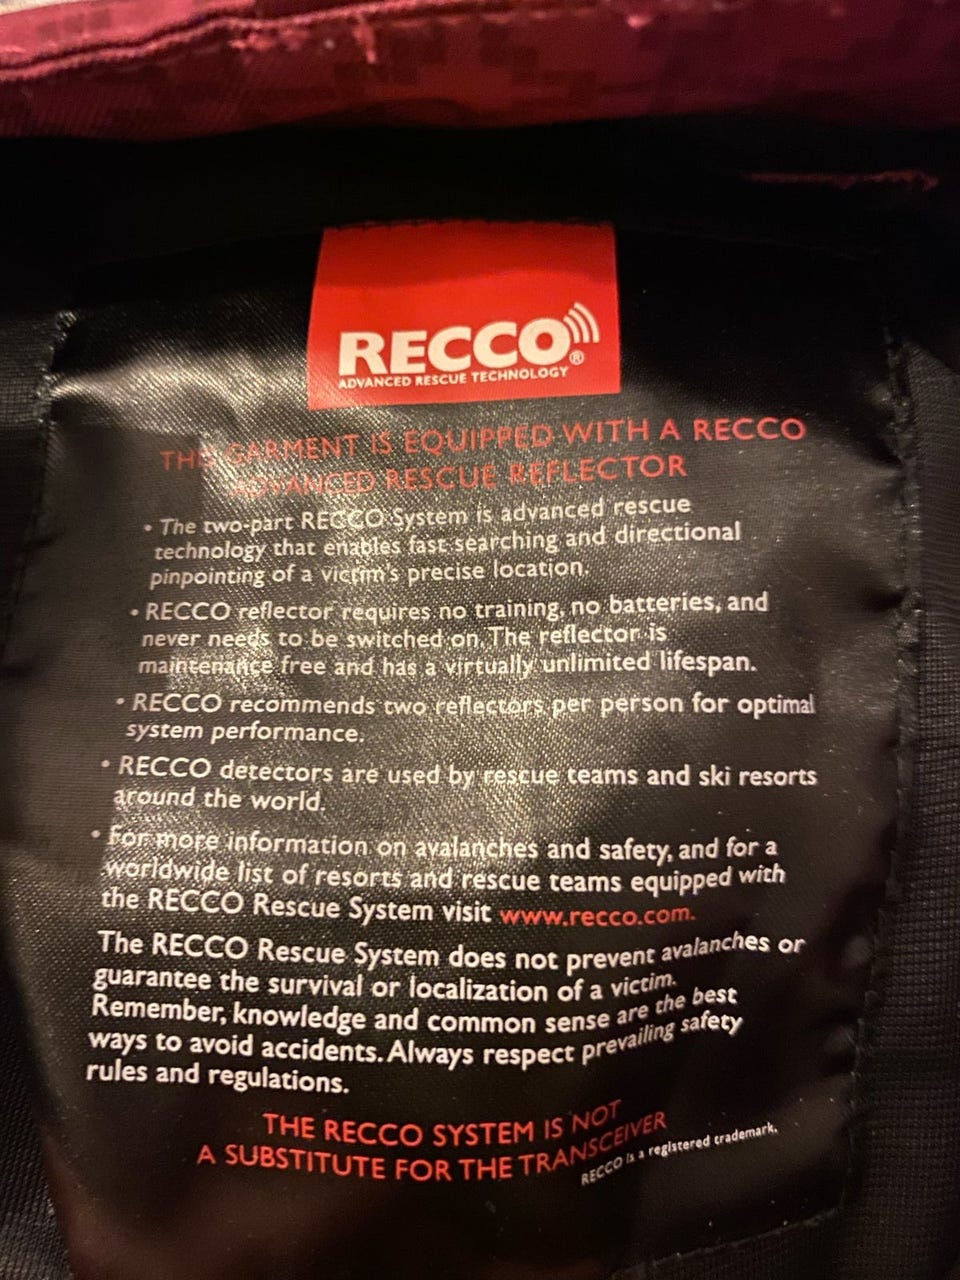 RECCO®
ADVANCED RESCUE TECHNOLOGY
THE GARMENT IS EQUIPPED WITH A RECCO
ADVANCED RESCUE REFLECTOR
• The two-part RECCO System is advanced rescue
technology that enables fast searching and directional
pinpointing of a victim's precise location.
• RECCO reflector requires no training, no batteries, and
never needs to be switched on. The reflector is
maintenance free and has a virtually unlimited lifespan.
• RECCO recommends two reflectors per person for optimal
system performance.
• RECCO detectors are used by rescue teams and ski resorts
around the world.
• For more information on avalanches and safety, and for a
worldwide list of resorts and rescue teams equipped with
the RECCO Rescue System visit www.recco.com.
The RECCO Rescue System does not prevent avalanches or
guarantee the survival or localization of a victim.
Remember, knowledge and common sense are the best
ways to avoid accidents. Always respect prevailing safety
rules and regulations.
THE RECCO SYSTEM IS NOT
A SUBSTITUTE FOR THE TRANSCEIVER
RECCO is a registered trademark.